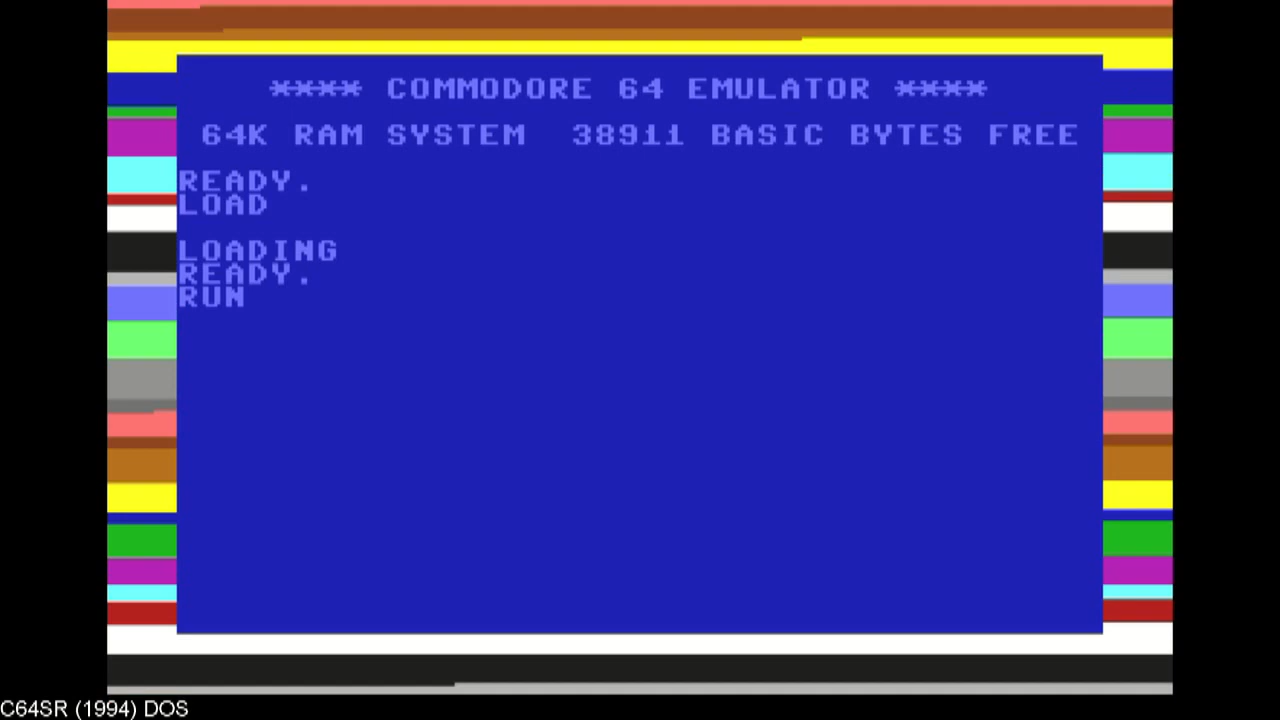 **** COMMODORE 64 EMULATOR ****
64K RAM SYSTEM  38911 BASIC BYTES FREE
READY.
LOAD
LOADING
READY.
RUN
C64SR (1994) DOS